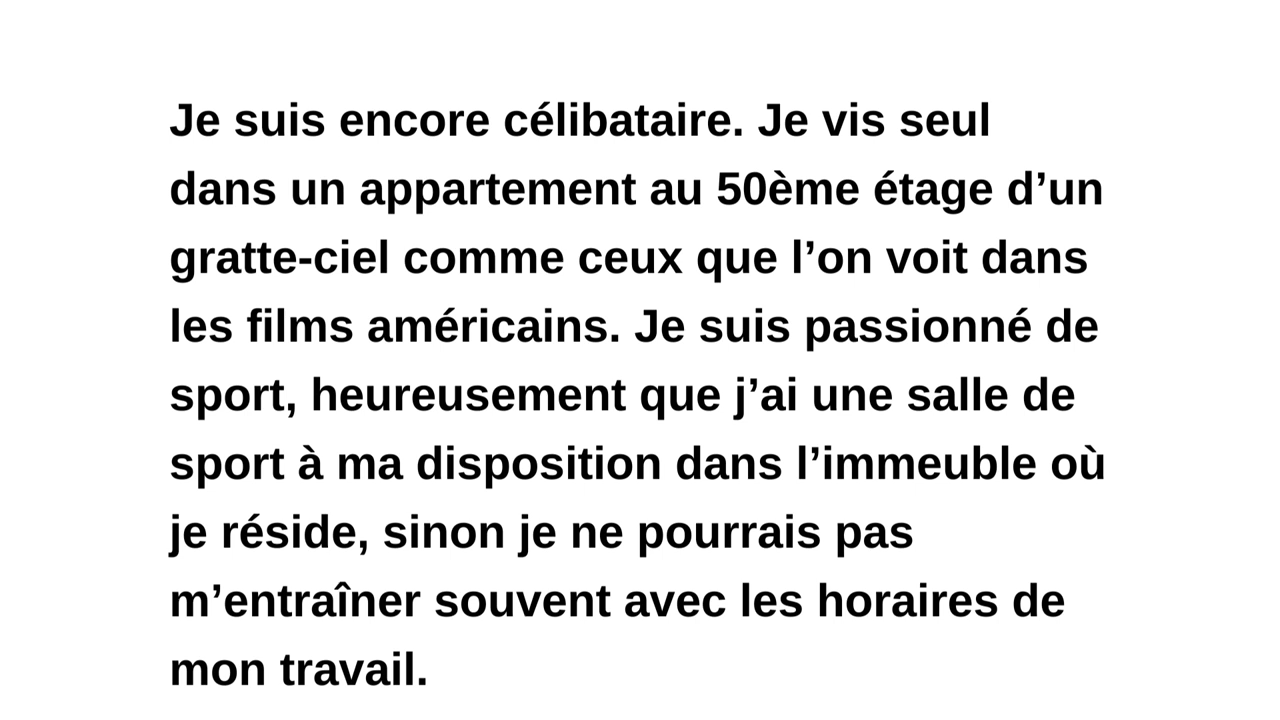 Je suis encore célibataire. Je vis seul
dans un appartement au 50ème étage d’un
gratte-ciel comme ceux que l’on voit dans
les films américains. Je suis passionné de
sport, heureusement que j’ai une salle de
sport à ma disposition dans l’immeuble où
je réside, sinon je ne pourrais pas
m’entraîner souvent avec les horaires de
mon travail.